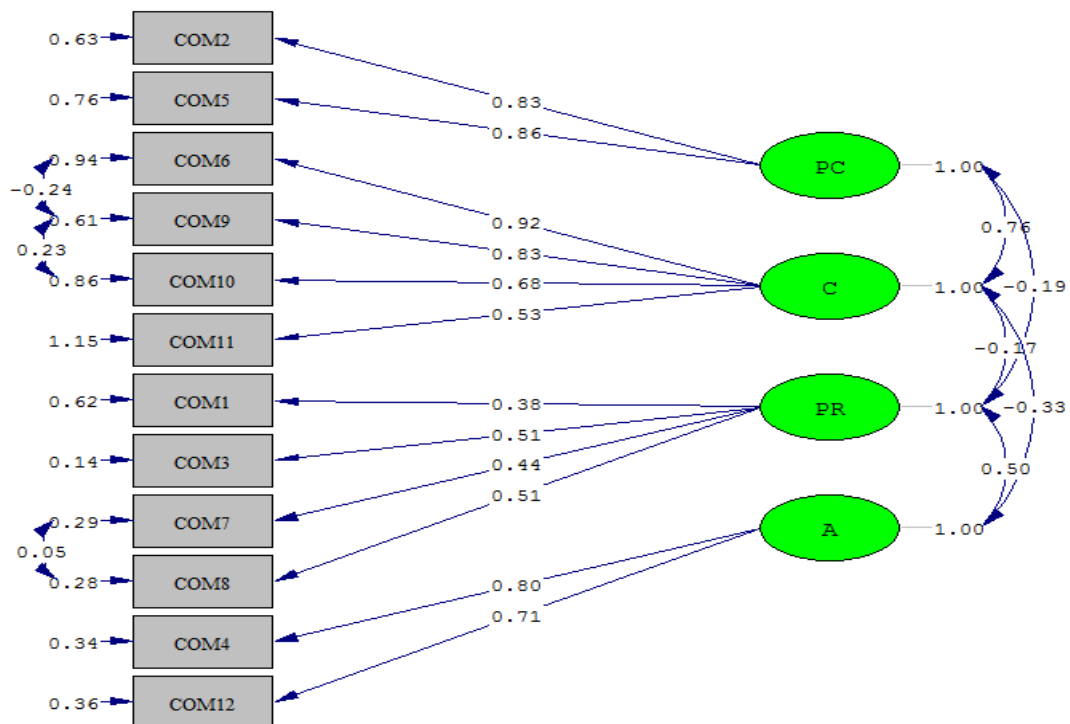 0.63 COM2
0.76 COM5
0.83
0.86
0.94 COM6
PC 1.00
-0.24
0.61 COM9
0.92
0.76
0.23
0.83
0.86 COM10
0.68
C 1.00 -0.19
0.53
1.15 COM11
-0.17
0.62 COM1
0.38
PR 1.00 -0.33
0.51
0.14 COM3
0.44
0.50
0.51
0.29 COM7
A 1.00
0.05
0.28 COM8
0.80
0.71
0.34 COM4
0.36 COM12